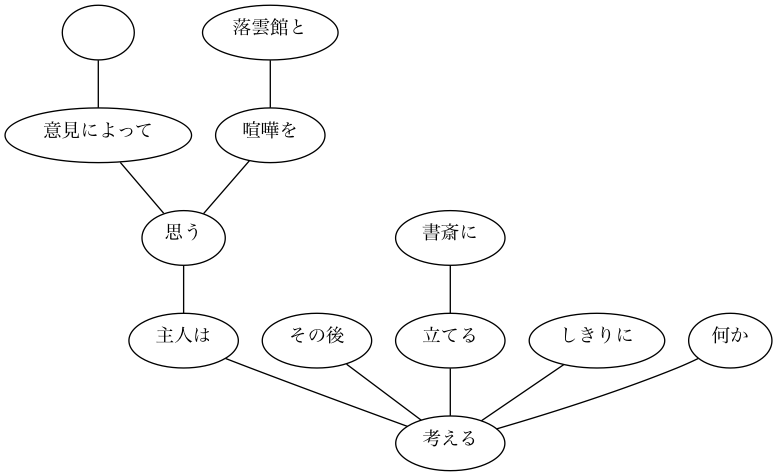 落雲館と
意見によって
喧嘩を
思う
書斎に
主人は
その後
立てる
しきりに
何か
考える